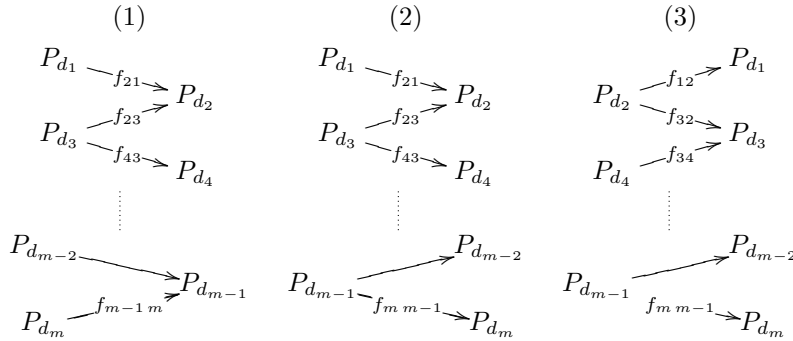 (1) (2) (3)
P_{d_1} P_{d_1} P_{d_1}
f_{21} f_{21} f_{12}
P_{d_2} P_{d_2} P_{d_2}
f_{23} f_{23} f_{32}
P_{d_3} P_{d_3} P_{d_3}
f_{43} f_{43} f_{34}
P_{d_4} P_{d_4} P_{d_4}
P_{d_{m-2}} P_{d_{m-2}} P_{d_{m-2}}
P_{d_{m-1}} P_{d_{m-1}} P_{d_{m-1}}
f_{m-1 m} f_{m m-1} f_{m m-1}
P_{d_m} P_{d_m} P_{d_m}